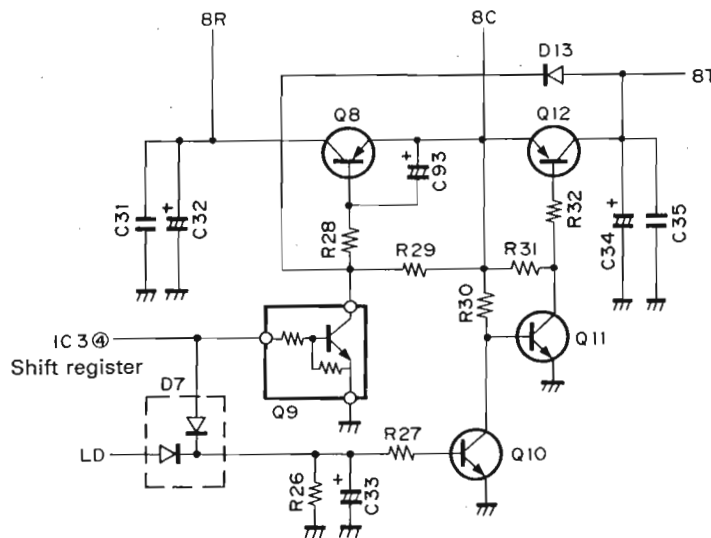 8R
8C
D13
8T
Q8
Q12
+
C93
C31
+
C32
R28
R32
+
C34
C35
R29
R31
R30
IC3④
Shift register
Q11
D7
Q9
LD
R27
Q10
R26
+
C33